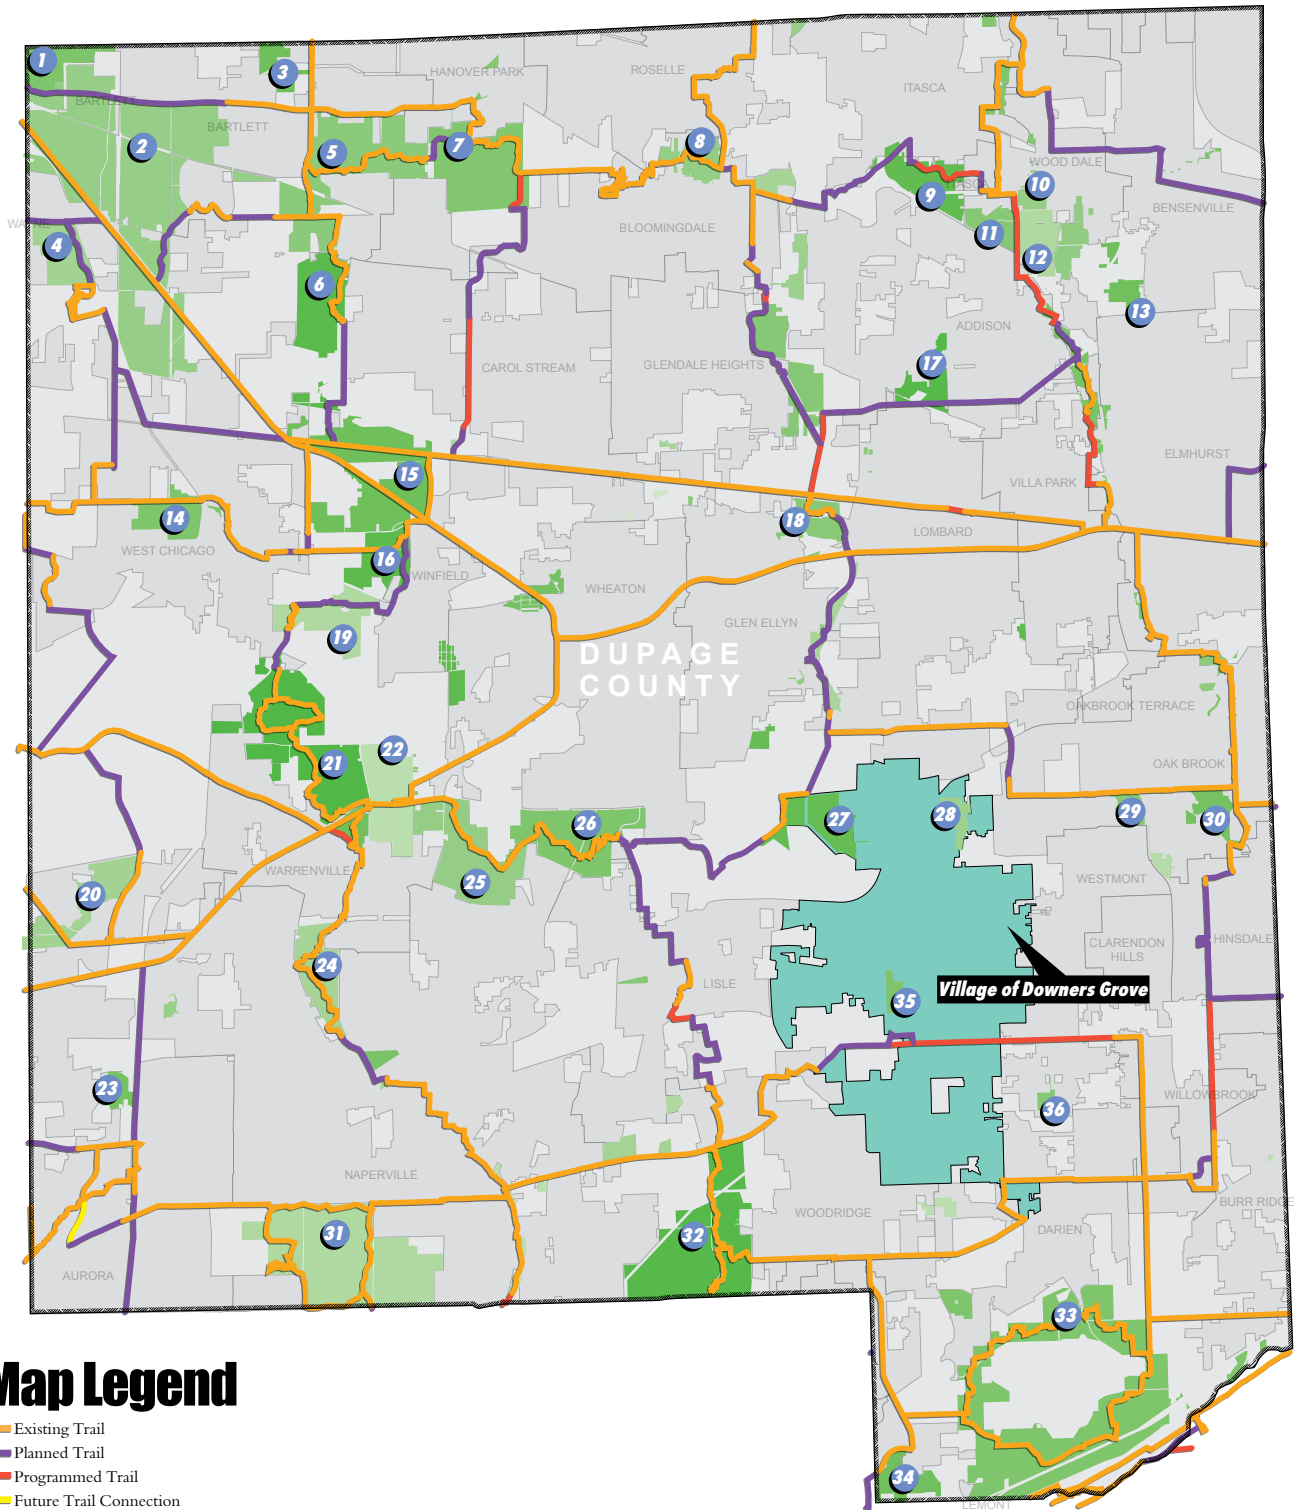 1
3
HANOVER PARK
ROSELLE
ITASCA
BARTLETT
BARTLETT
2
5
7
8
WOOD DALE
9
ITASCA
10
BENSENVILLE
WAYNE
4
BLOOMINGDALE
11
12
6
13
ADDISON
CAROL STREAM
GLENDALE HEIGHTS
17
ELMHURST
15
VILLA PARK
14
18
LOMBARD
WEST CHICAGO
16
WINFIELD
WHEATON
19
GLEN ELLYN
DUPAGE
COUNTY
OAKBROOK TERRACE
21
22
OAK BROOK
26
27
28
29
30
WARRENVILLE
25
20
WESTMONT
CLARENDON
HILLS
HINSDALE
24
LISLE
Village of Downers Grove
35
23
WILLOWBROOK
36
NAPERVILLE
WOODRIDGE
BURR RIDGE
31
32
DARIEN
AURORA
33
34
LEMONT
Map Legend
Existing Trail
Planned Trail
Programmed Trail
Future Trail Connection